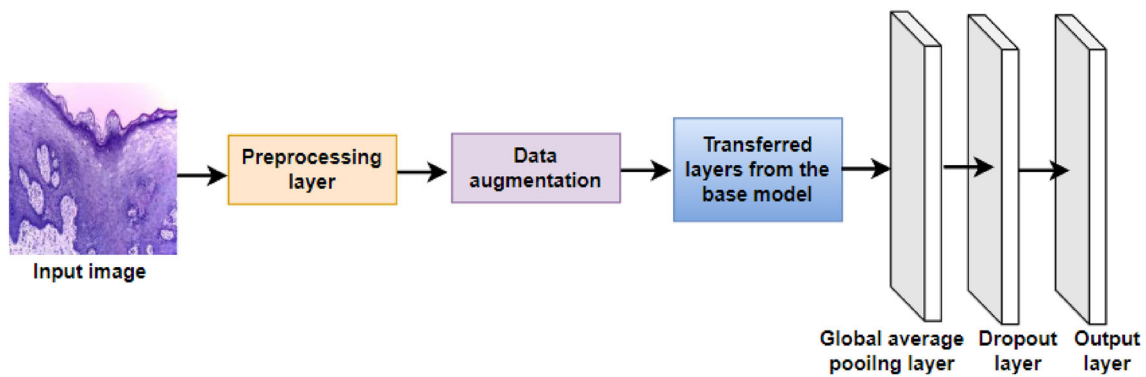 Input image
Preprocessing
layer
Data
augmentation
Transferred
layers from the
base model
Global average
pooilng layer
Dropout
layer
Output
layer